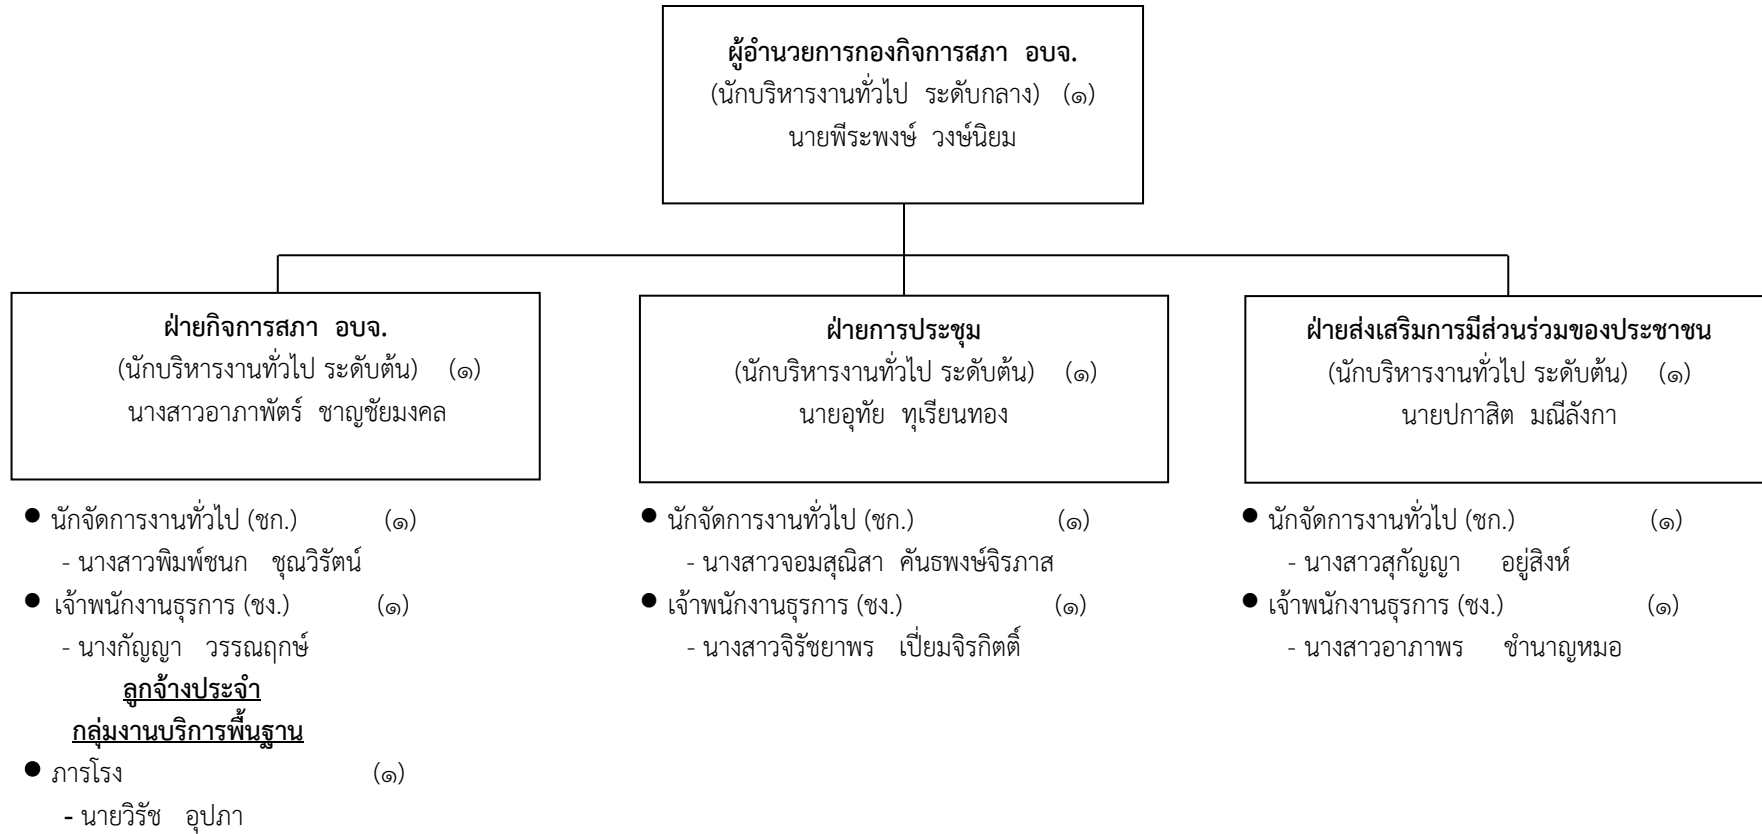 ผู้อำนวยการกองกิจการสภา อบจ.
(นักบริหารงานทั่วไป ระดับกลาง) (๑)
นายพีระพงษ์ วงษ์นิยม
ฝ่ายกิจการสภา อบจ.
(นักบริหารงานทั่วไป ระดับต้น) (๑)
นางสาวอาภาพัตร์ ชาญชัยมงคล
● นักจัดการงานทั่วไป (ชก.) (๑)
- นางสาวพิมพ์ชนก ชุณวิรัตน์
● เจ้าพนักงานธุรการ (ชง.) (๑)
- นางกัญญา วรรณฤกษ์
ลูกจ้างประจำ
กลุ่มงานบริการพื้นฐาน
● ภารโรง (๑)
- นายวิรัช อุปภา
ฝ่ายการประชุม
(นักบริหารงานทั่วไป ระดับต้น) (๑)
นายอุทัย ทุเรียนทอง
● นักจัดการงานทั่วไป (ชก.) (๑)
- นางสาวจอมสุณิสา คันธพงษ์จิรภาส
● เจ้าพนักงานธุรการ (ชง.) (๑)
- นางสาวจิรัชยาพร เปี่ยมจิรกิตติ์
ฝ่ายส่งเสริมการมีส่วนร่วมของประชาชน
(นักบริหารงานทั่วไป ระดับต้น) (๑)
นายปกาสิต มณีลังกา
● นักจัดการงานทั่วไป (ชก.) (๑)
- นางสาวสุกัญญา อยู่สิงห์
● เจ้าพนักงานธุรการ (ชง.) (๑)
- นางสาวอาภาพร ชำนาญหมอ